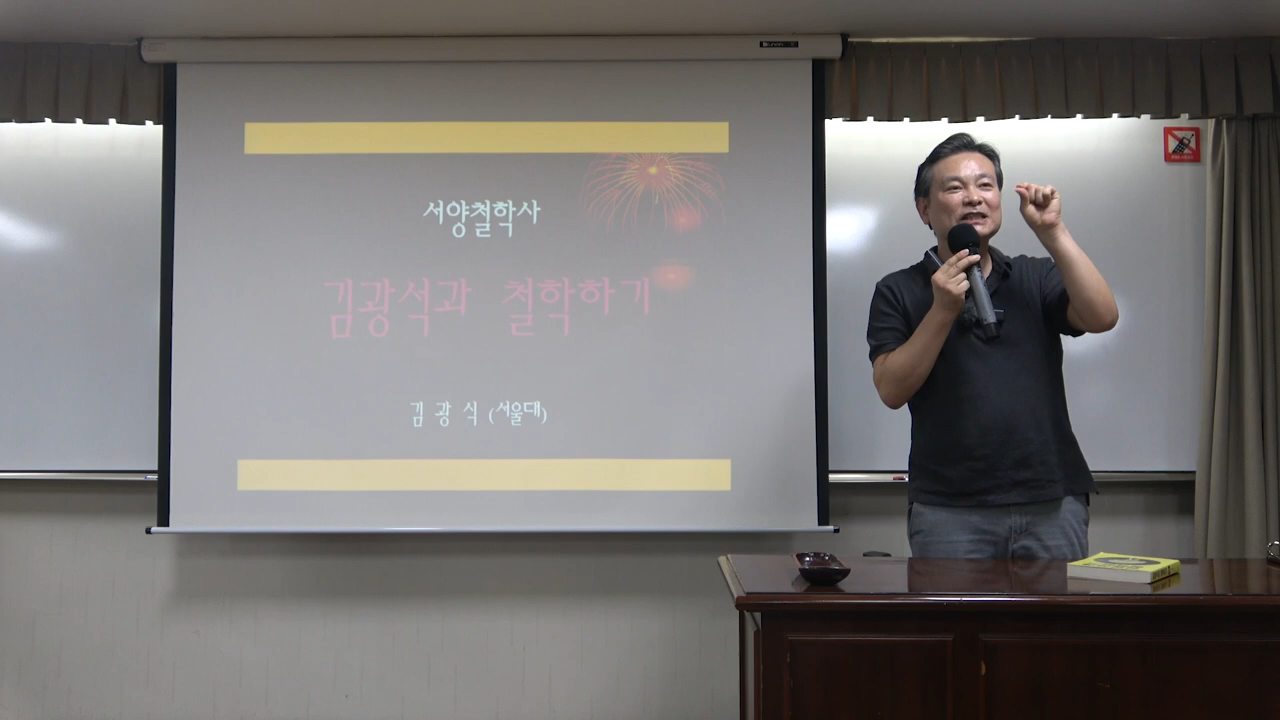 서양철학사
김광석과 철학하기
김 광 식 (서울대)